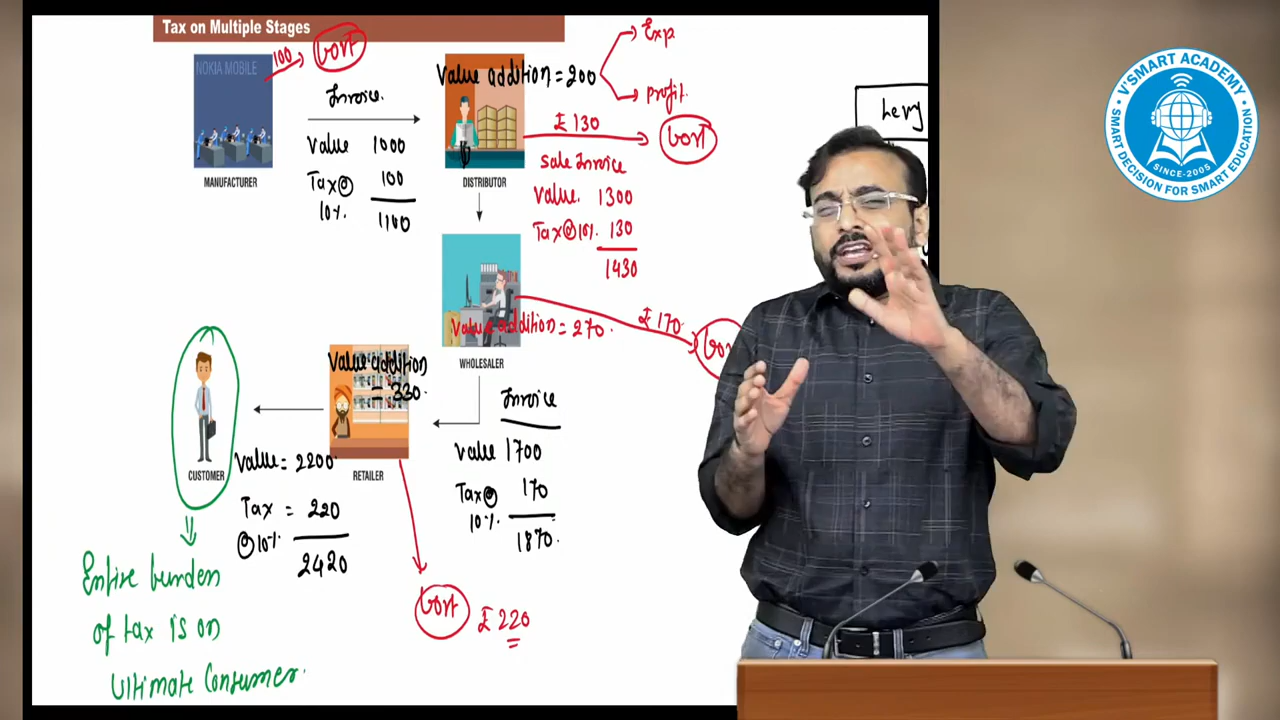 Tax on Multiple Stages
NOKIA MOBILE
100
Govt
Invoice
Value 1000
Tax@ 100
10%.
1100
MANUFACTURER
Value addition = 200
Exp
Profit.
DISTRIBUTOR
₤ 130
Govt
Sale Invoice
Value. 1300
Tax@10%. 130
1430
Levy
Value addition = 270.
₤ 170.
WHOLESALER
Value addition
= 330.
Invoice
Value 1700
Tax@ 170
10%.
1870.
CUSTOMER
RETAILER
Value = 2200.
Tax = 220
@10%.
2420
Govt
₤ 220
Entire burden
of tax is on
Ultimate Consumer.
V'SMART ACADEMY
SINCE-2005
SMART DECISION FOR SMART EDUCATION